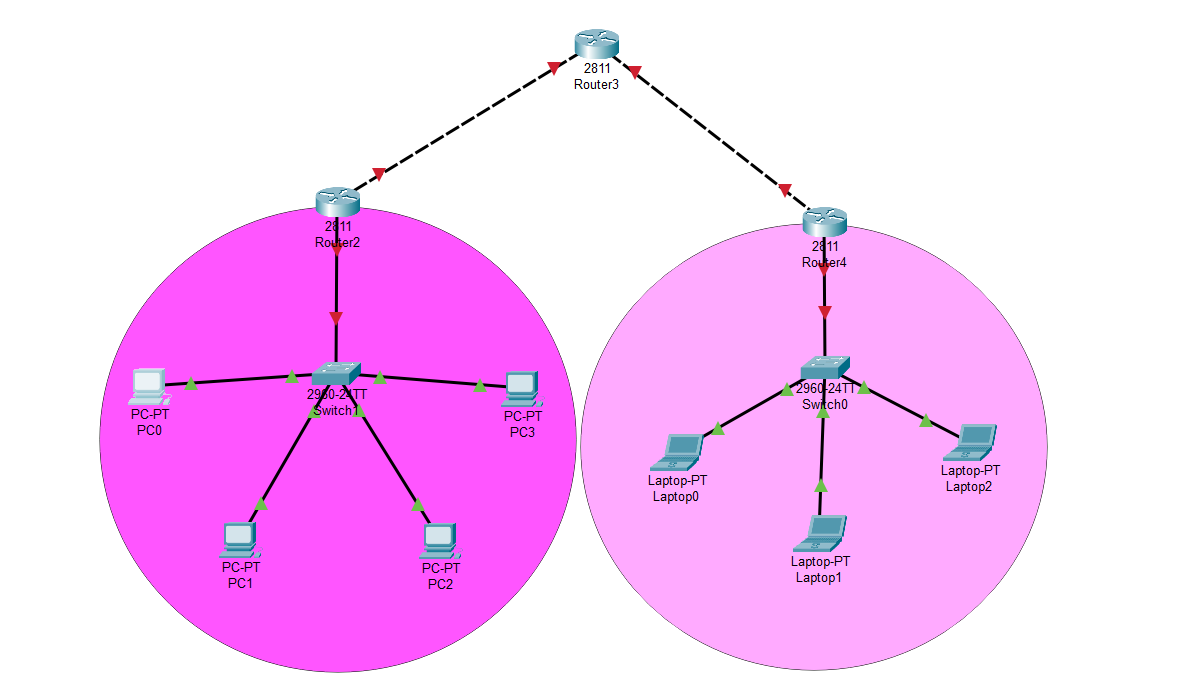 2811
Router3
2811
Router2
2811
Router4
2960-24TT
Switch1
2960-24TT
Switch0
PC-PT
PC0
PC-PT
PC3
PC-PT
PC1
PC-PT
PC2
Laptop-PT
Laptop0
Laptop-PT
Laptop2
Laptop-PT
Laptop1